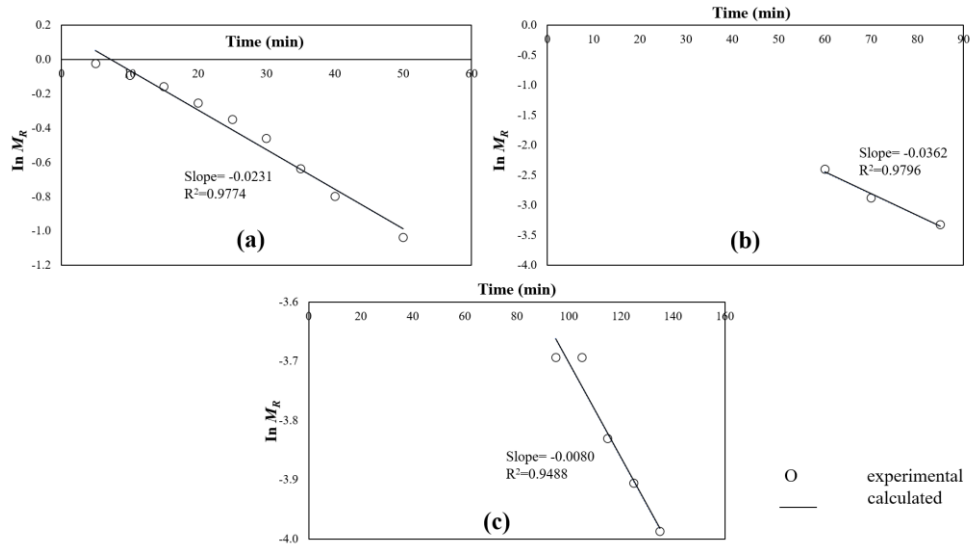 0.2
Time (min)
0.0
0 10 20 30 40 50 60
-0.2
-0.4
ln M_R
-0.6
Slope= -0.0231
R²=0.9774
-0.8
(a)
-1.0
-1.2
Time (min)
0.0
0 10 20 30 40 50 60 70 80 90
-0.5
-1.0
-1.5
ln M_R
-2.0
Slope= -0.0362
R²=0.9796
-2.5
-3.0
-3.5
(b)
-4.0
Time (min)
-3.6
0 20 40 60 80 100 120 140 160
-3.7
ln M_R
-3.8
Slope= -0.0080
R²=0.9488
-3.9
(c)
-4.0
O experimental
calculated